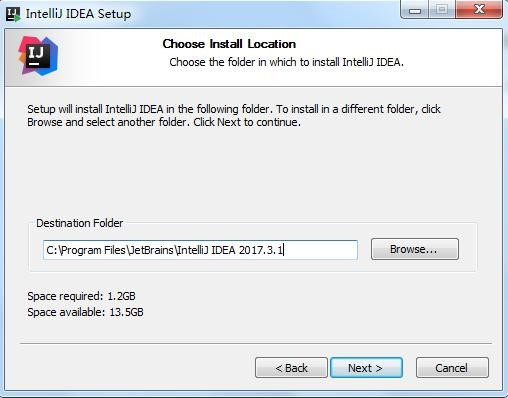 IntelliJ IDEA Setup
IJ
Choose Install Location
Choose the folder in which to install IntelliJ IDEA.
Setup will install IntelliJ IDEA in the following folder. To install in a different folder, click
Browse and select another folder. Click Next to continue.
Destination Folder
C:\Program Files\JetBrains\IntelliJ IDEA 2017.3.1
Browse...
Space required: 1.2GB
Space available: 13.5GB
< Back
Next >
Cancel